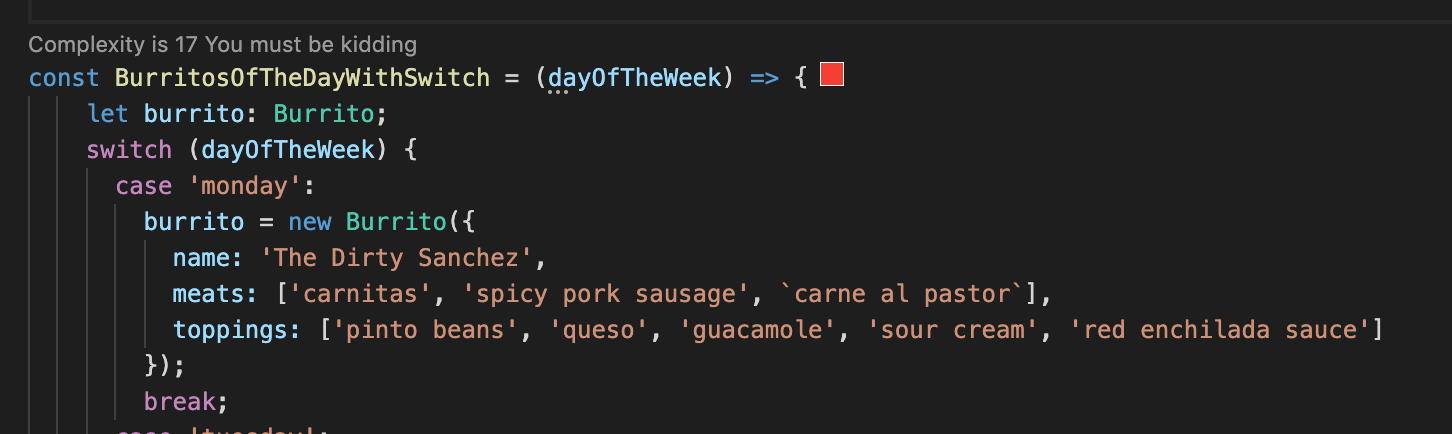 Complexity is 17 You must be kidding
const BurritosOfTheDayWithSwitch = (dayOfTheWeek) => {
let burrito: Burrito;
switch (dayOfTheWeek) {
case 'monday':
burrito = new Burrito({
name: 'The Dirty Sanchez',
meats: ['carnitas', 'spicy pork sausage', `carne al pastor`],
toppings: ['pinto beans', 'queso', 'guacamole', 'sour cream', 'red enchilada sauce']
});
break;
case 'tuesday':